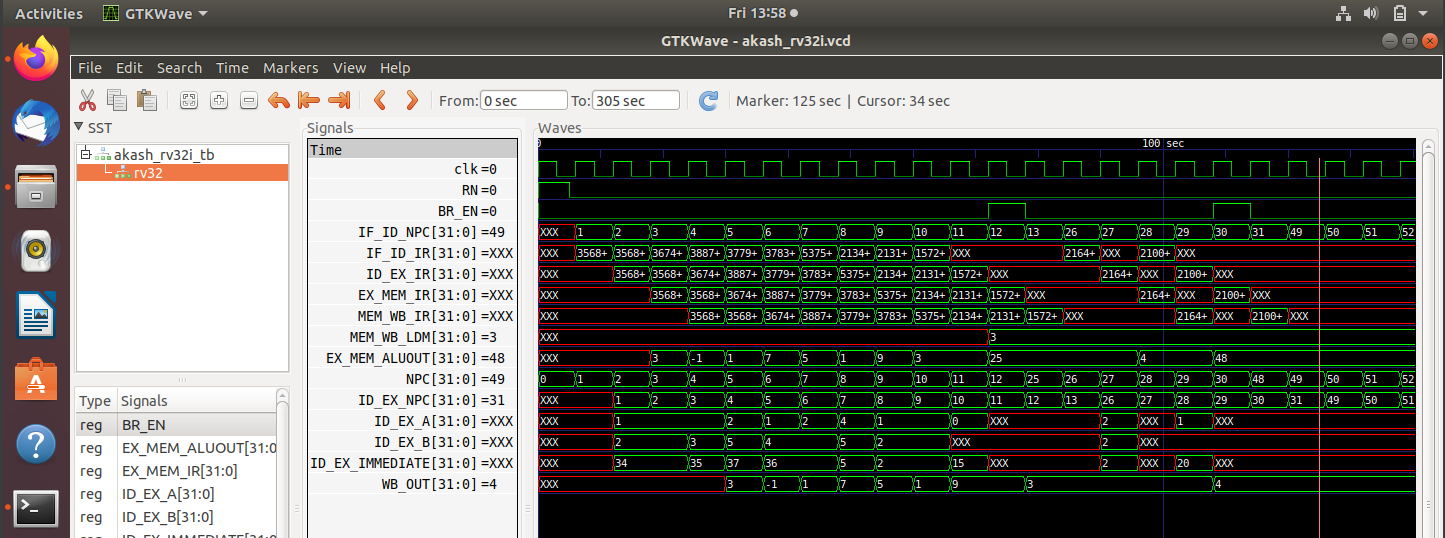 Activities GTKWave Fri 13:58
GTKWave - akash_rv32i.vcd
File Edit Search Time Markers View Help
From: 0 sec To: 305 sec Marker: 125 sec | Cursor: 34 sec
SST
akash_rv32i_tb
rv32
Type Signals
reg BR_EN
reg EX_MEM_ALUOUT[31:0
reg EX_MEM_IR[31:0]
reg ID_EX_A[31:0]
reg ID_EX_B[31:0]
Signals
Time
clk=0
RN=0
BR_EN=0
IF_ID_NPC[31:0]=49
IF_ID_IR[31:0]=XXX
ID_EX_IR[31:0]=XXX
EX_MEM_IR[31:0]=XXX
MEM_WB_IR[31:0]=XXX
MEM_WB_LDM[31:0]=3
EX_MEM_ALUOUT[31:0]=48
NPC[31:0]=49
ID_EX_NPC[31:0]=31
ID_EX_A[31:0]=XXX
ID_EX_B[31:0]=XXX
ID_EX_IMMEDIATE[31:0]=XXX
WB_OUT[31:0]=4
Waves
0 100 sec
XXX 1 2 3 4 5 6 7 8 9 10 11 12 13 26 27 28 29 30 31 49 50 51 52
XXX 3568+ 3568+ 3674+ 3887+ 3779+ 3783+ 5375+ 2134+ 2131+ 1572+ XXX 2164+ XXX 2100+ XXX
XXX 3568+ 3568+ 3674+ 3887+ 3779+ 3783+ 5375+ 2134+ 2131+ 1572+ XXX 2164+ XXX 2100+ XXX
XXX 3568+ 3568+ 3674+ 3887+ 3779+ 3783+ 5375+ 2134+ 2131+ 1572+ XXX 2164+ XXX 2100+ XXX
XXX 3568+ 3568+ 3674+ 3887+ 3779+ 3783+ 5375+ 2134+ 2131+ 1572+ XXX 2164+ XXX 2100+ XXX
XXX 3
XXX 3 -1 1 7 5 1 9 3 25 4 48
0 1 2 3 4 5 6 7 8 9 10 11 12 25 26 27 28 29 30 48 49 50 51 52
XXX 1 2 3 4 5 6 7 8 9 10 11 12 13 26 27 28 29 30 31 49 50 51
XXX 1 2 1 2 4 1 0 XXX 2 XXX 1 XXX
XXX 2 3 5 4 5 2 XXX 2 XXX
XXX 34 35 37 36 5 2 15 XXX 2 XXX 20 XXX
XXX 3 -1 1 7 5 1 9 3 4